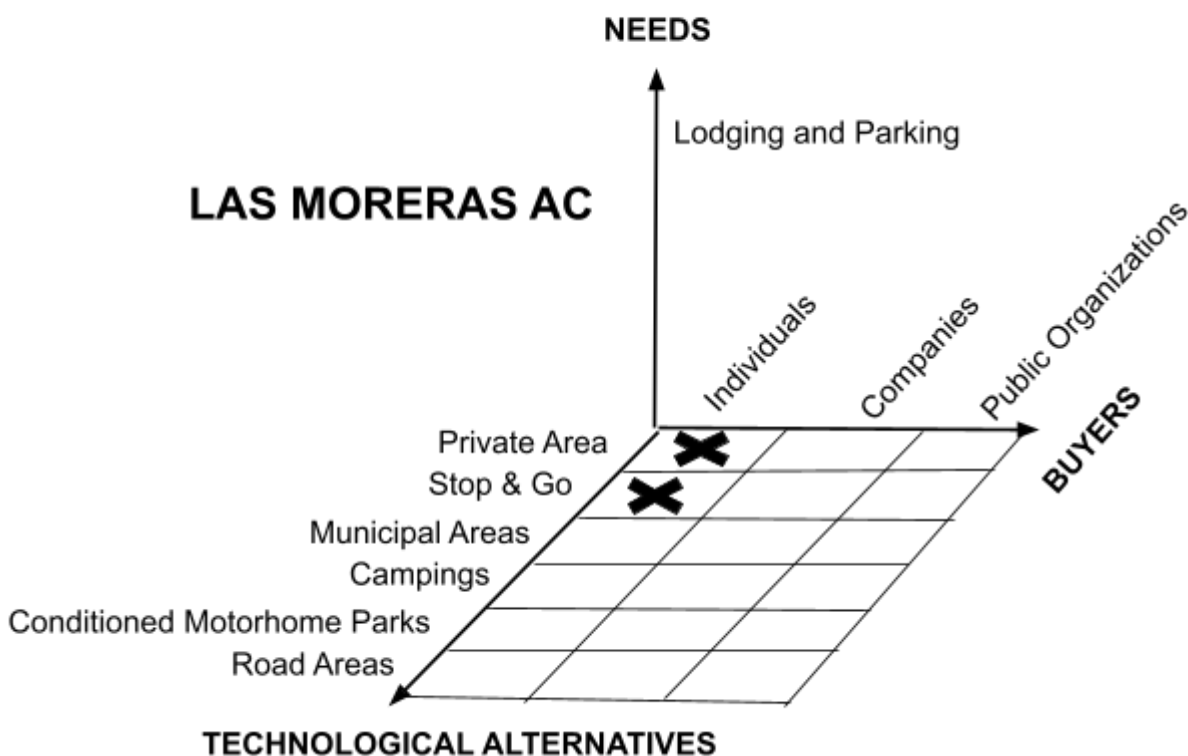 NEEDS
Lodging and Parking
LAS MORERAS AC
Individuals
Companies
Public Organizations
BUYERS
Private Area
Stop & Go
Municipal Areas
Campings
Conditioned Motorhome Parks
Road Areas
TECHNOLOGICAL ALTERNATIVES